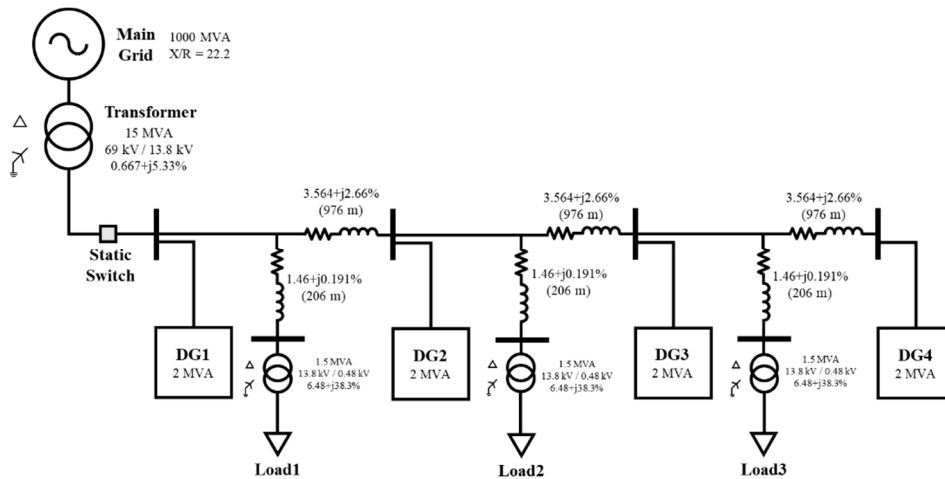 Main
Grid
1000 MVA
X/R = 22.2
Transformer
15 MVA
69 kV / 13.8 kV
0.667+j5.33%
Static
Switch
3.564+j2.66%
(976 m)
3.564+j2.66%
(976 m)
3.564+j2.66%
(976 m)
1.46+j0.191%
(206 m)
1.46+j0.191%
(206 m)
1.46+j0.191%
(206 m)
DG1
2 MVA
1.5 MVA
13.8 kV / 0.48 kV
6.48+j38.3%
DG2
2 MVA
1.5 MVA
13.8 kV / 0.48 kV
6.48+j38.3%
DG3
2 MVA
1.5 MVA
13.8 kV / 0.48 kV
6.48+j38.3%
DG4
2 MVA
Load1
Load2
Load3